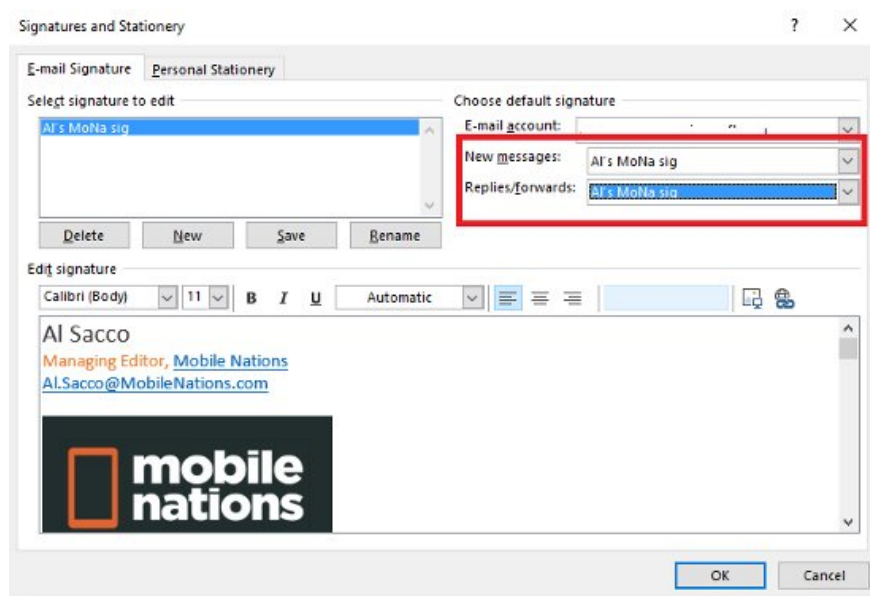 Signatures and Stationery ?
E-mail Signature Personal Stationery
Select signature to edit
Al's MoNa sig
Delete New Save Rename
Choose default signature
E-mail account:
New messages: Al's MoNa sig
Replies/forwards: Al's MoNa sig
Edit signature
Calibri (Body) 11 B I U Automatic
Al Sacco
Managing Editor, Mobile Nations
Al.Sacco@MobileNations.com
mobile
nations
OK Cancel